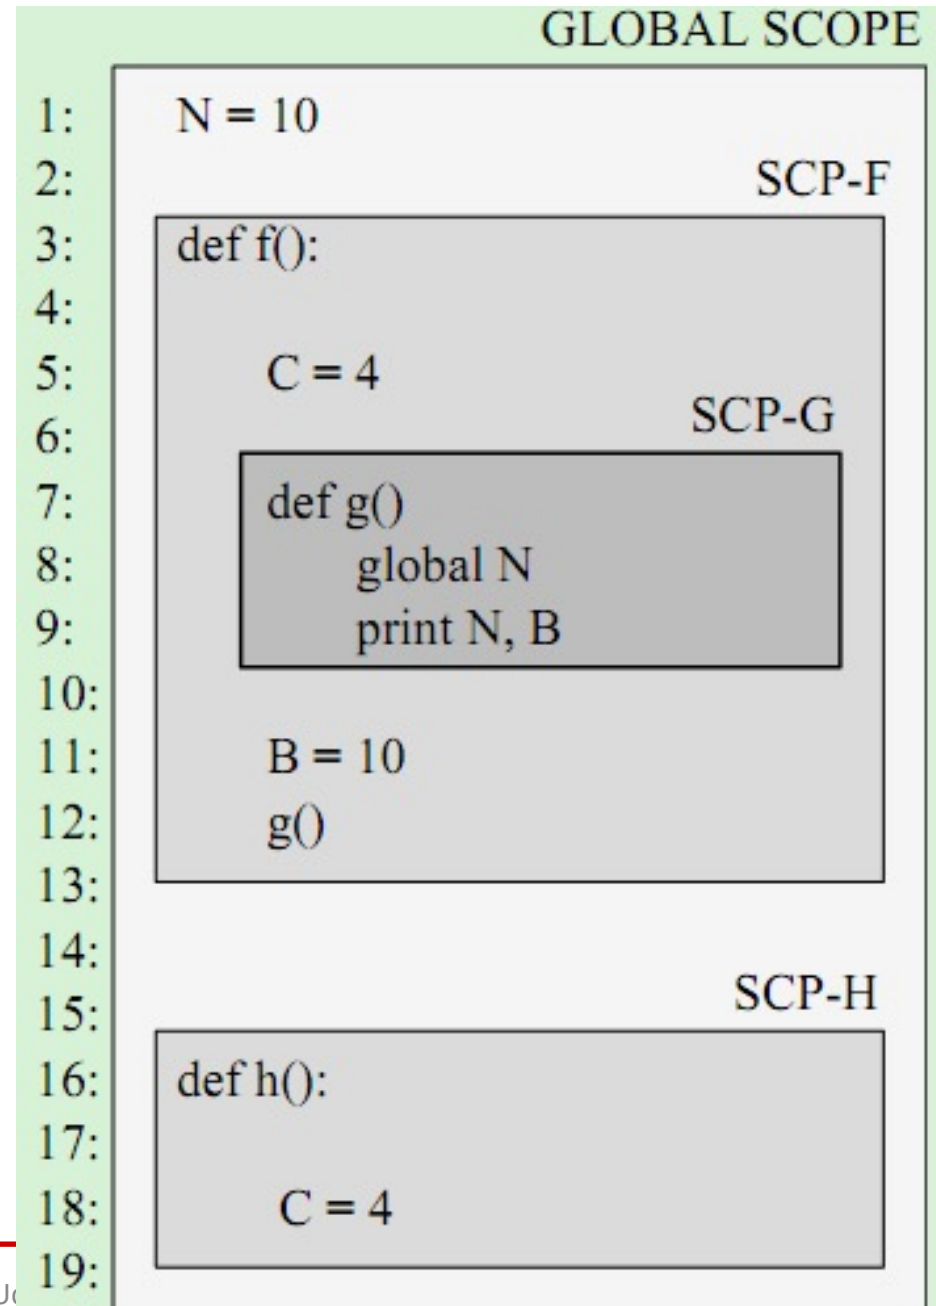 GLOBAL SCOPE
1: N = 10
2: SCP-F
3: def f():
4:
5: C = 4
6: SCP-G
7: def g()
8: global N
9: print N, B
10:
11: B = 10
12: g()
13:
14:
15: SCP-H
16: def h():
17:
18: C = 4
19: